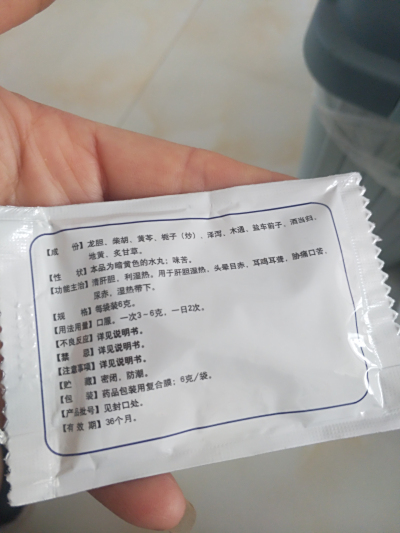 【成　份】龙胆，柴胡，黄芩，栀子（炒），泽泻，木通，盐车前子，酒当归，
地黄，炙甘草。
【性　状】本品为暗黄色的水丸；味苦。
【功能主治】清肝胆，利湿热。用于肝胆湿热，头晕目赤，耳鸣耳聋，胁痛口苦，
尿赤，湿热带下。
【规　格】每袋装6克。
【用法用量】口服。一次3－6克，一日2次。
【不良反应】详见说明书。
【禁　忌】详见说明书。
【注意事项】详见说明书。
【贮　藏】密闭，防潮。
【包　装】药品包装用复合膜；6克/袋。
【产品批号】见封口处。
【有 效 期】36个月。